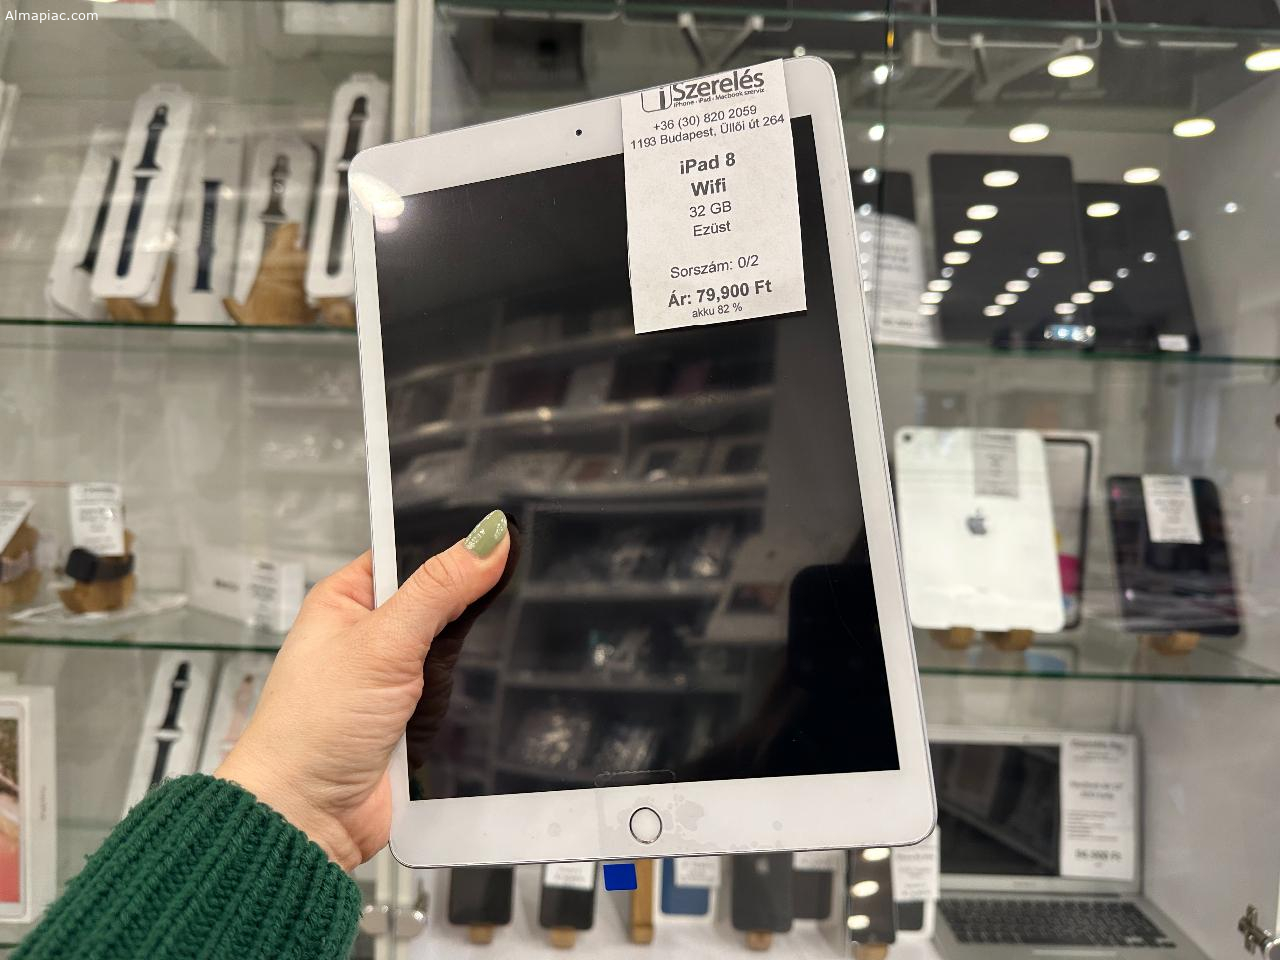 Almapiac.com
iSzerelés
iPhone - iPad - Macbook szerviz
+36 (30) 820 2059
1193 Budapest, Üllői út 264
iPad 8
Wifi
32 GB
Ezüst
Sorszám: 0/2
Ár: 79,900 Ft
akku 82 %